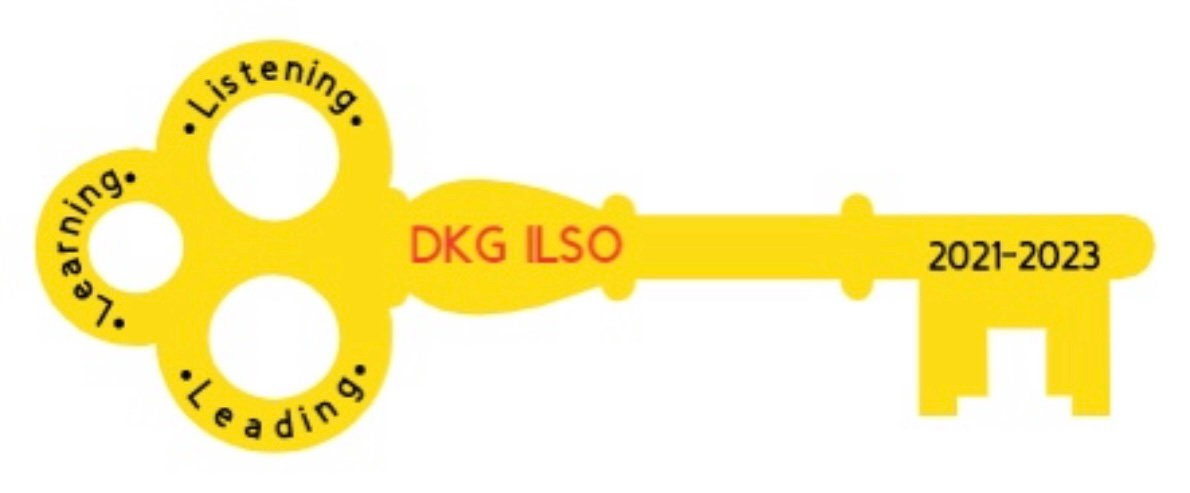 •Listening•
•Learning•
•Leading•
DKG ILSO
2021-2023